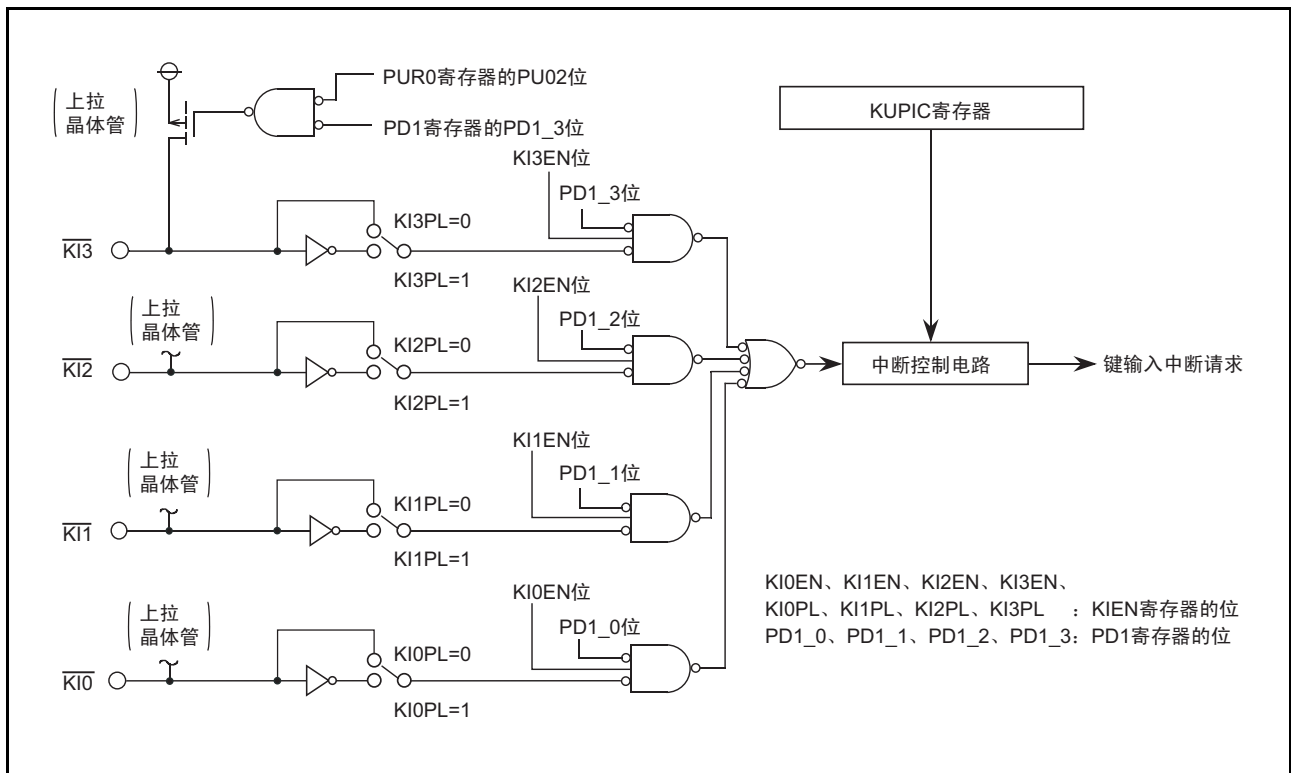 PUR0寄存器的PU02位
上拉
晶体管
PD1寄存器的PD1_3位
KUPIC寄存器
KI3EN位
PD1_3位
KI3PL=0
KI3
KI3PL=1
上拉
晶体管
KI2EN位
PD1_2位
KI2PL=0
KI2
KI2PL=1
中断控制电路
键输入中断请求
上拉
晶体管
KI1EN位
PD1_1位
KI1PL=0
KI1
KI1PL=1
上拉
晶体管
KI0EN位
PD1_0位
KI0PL=0
KI0
KI0PL=1
KI0EN、KI1EN、KI2EN、KI3EN、
KI0PL、KI1PL、KI2PL、KI3PL ：KIEN寄存器的位
PD1_0、PD1_1、PD1_2、PD1_3：PD1寄存器的位